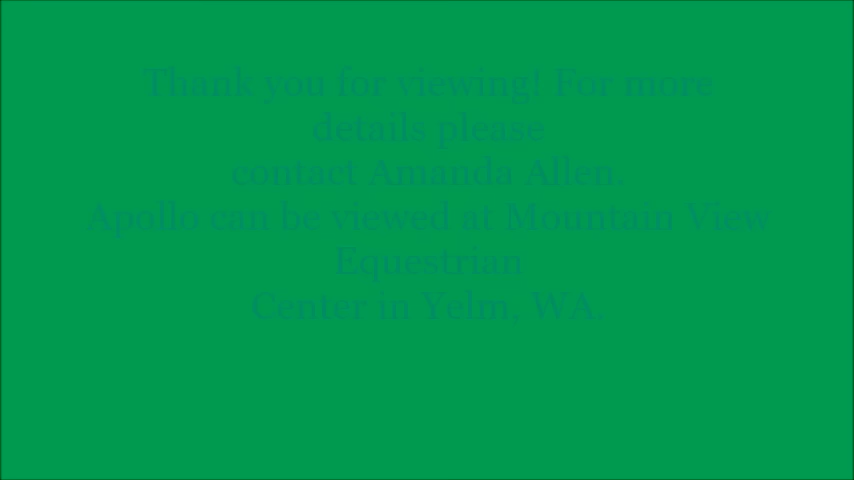 Thank you for viewing! For more
details please
contact Amanda Allen.
Apollo can be viewed at Mountain View
Equestrian
Center in Yelm, WA.